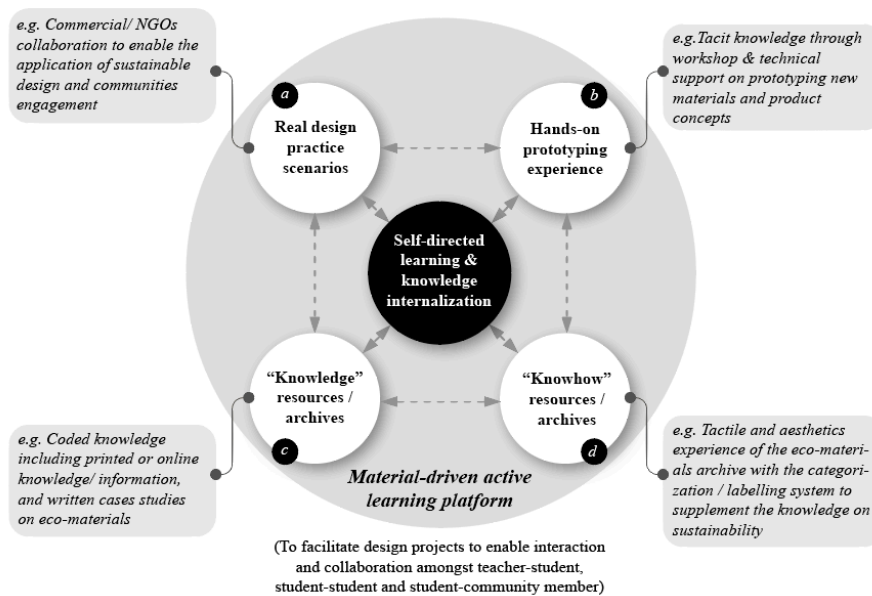 e.g. Commercial/ NGOs
collaboration to enable the
application of sustainable
design and communities
engagement
a
Real design
practice
scenarios
b
Hands-on
prototyping
experience
e.g.Tacit knowledge through
workshop & technical
support on prototyping new
materials and product
concepts
Self-directed
learning &
knowledge
internalization
“Knowledge”
resources /
archives
c
“Knowhow”
resources /
archives
d
e.g. Coded knowledge
including printed or online
knowledge/ information,
and written cases studies
on eco-materials
e.g. Tactile and aesthetics
experience of the eco-materi-
als archive with the categori-
zation / labelling system to
supplement the knowledge on
sustainability
Material-driven active
learning platform
(To facilitate design projects to enable interaction
and collaboration amongst teacher-student,
student-student and student-community member)